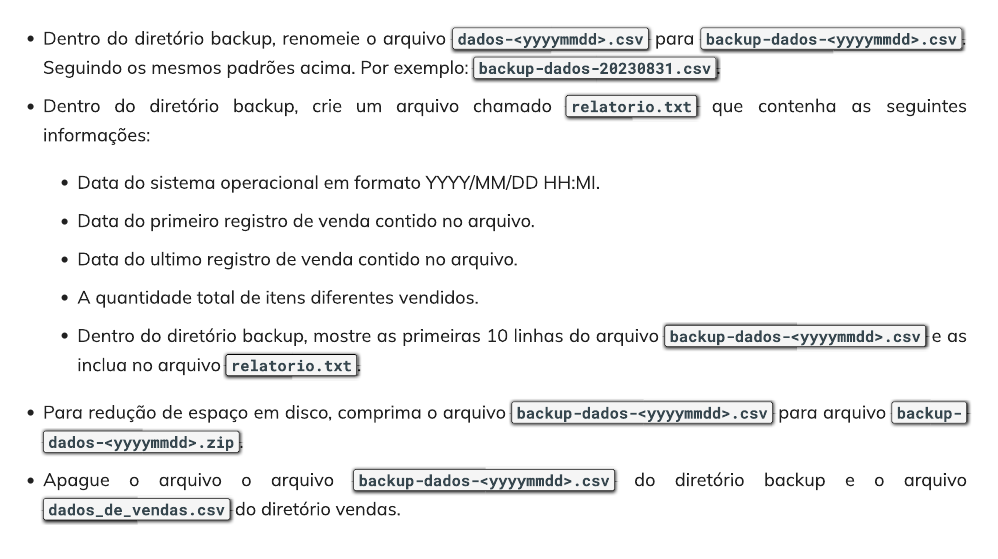 • Dentro do diretório backup, renomeie o arquivo dados-<yyyymmdd>.csv para backup-dados-<yyyymmdd>.csv.
Seguindo os mesmos padrões acima. Por exemplo: backup-dados-20230831.csv.
• Dentro do diretório backup, crie um arquivo chamado relatorio.txt que contenha as seguintes
informações:
• Data do sistema operacional em formato YYYY/MM/DD HH:MI.
• Data do primeiro registro de venda contido no arquivo.
• Data do ultimo registro de venda contido no arquivo.
• A quantidade total de itens diferentes vendidos.
• Dentro do diretório backup, mostre as primeiras 10 linhas do arquivo backup-dados-<yyyymmdd>.csv e as
inclua no arquivo relatorio.txt.
• Para redução de espaço em disco, comprima o arquivo backup-dados-<yyyymmdd>.csv para arquivo backup-
dados-<yyyymmdd>.zip.
• Apague o arquivo o arquivo backup-dados-<yyyymmdd>.csv do diretório backup e o arquivo
dados_de_vendas.csv do diretório vendas.